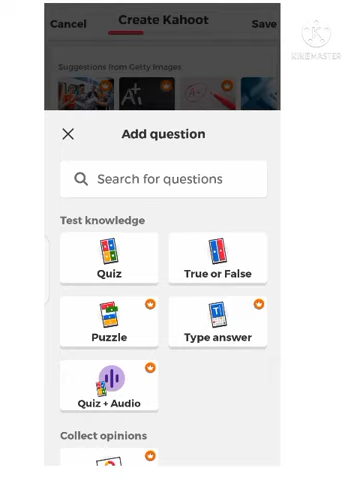 Cancel Create Kahoot Save
KINEMASTER
Suggestions from Getty Images
A+
Add question
Search for questions
Test knowledge
Quiz True or False
Puzzle Type answer
Quiz + Audio
Collect opinions